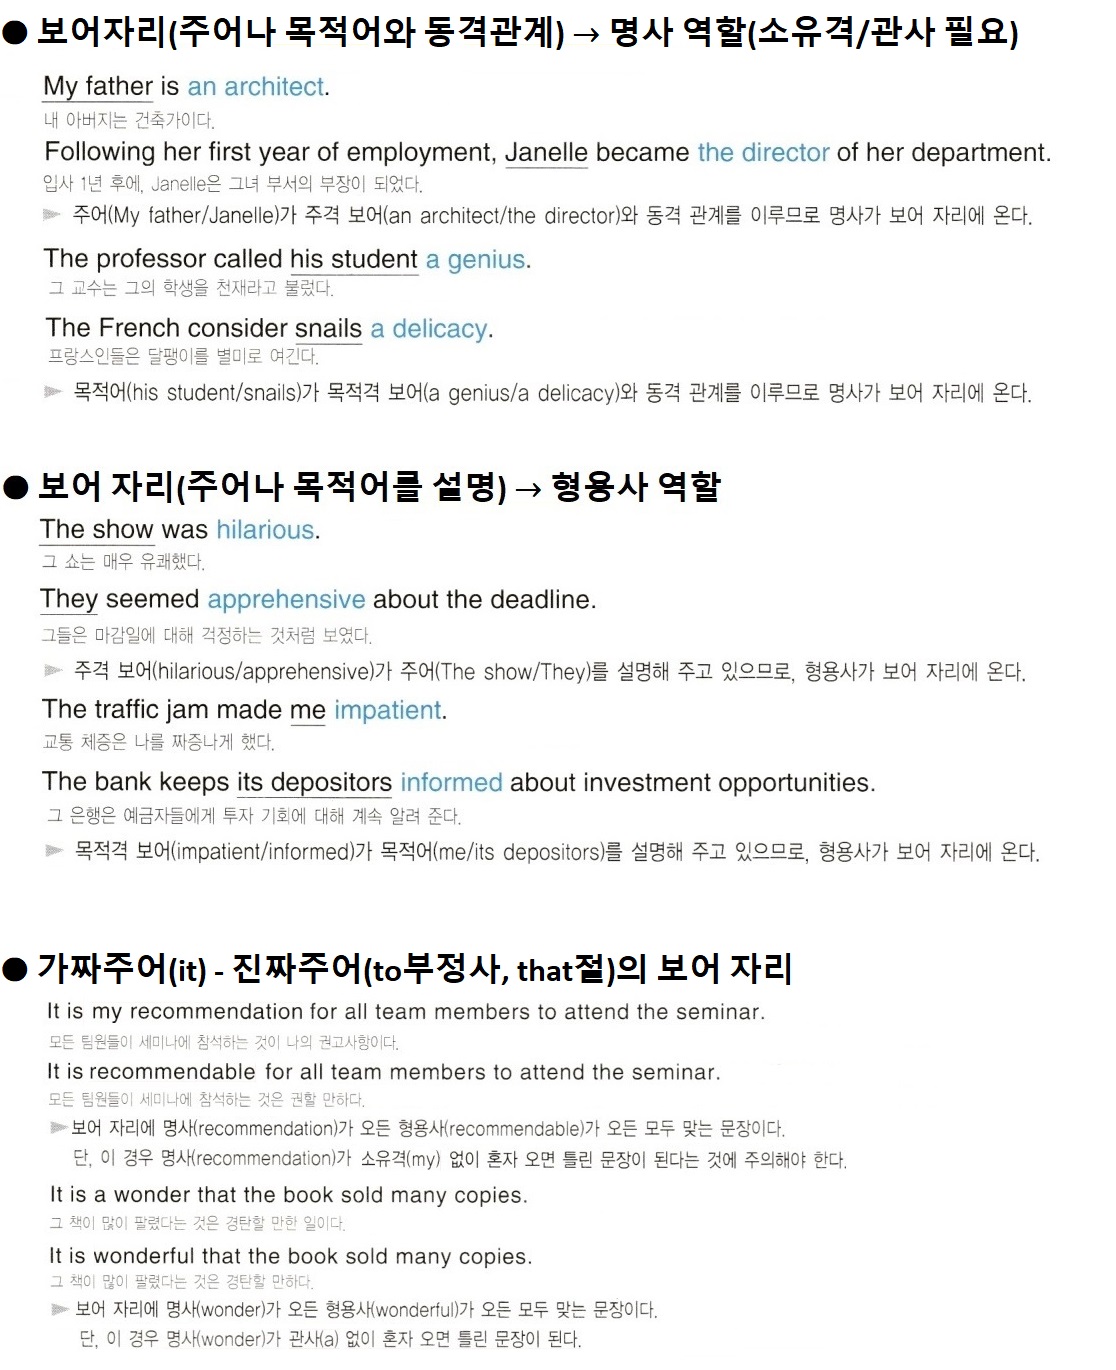 ● 보어자리(주어나 목적어와 동격관계) → 명사 역할(소유격/관사 필요)
My father is an architect.
내 아버지는 건축가이다.
Following her first year of employment, Janelle became the director of her department.
입사 1년 후에, Janelle은 그녀 부서의 부장이 되었다.
▶ 주어(My father/Janelle)가 주격 보어(an architect/the director)와 동격 관계를 이루므로 명사가 보어 자리에 온다.
The professor called his student a genius.
그 교수는 그의 학생을 천재라고 불렀다.
The French consider snails a delicacy.
프랑스인들은 달팽이를 별미로 여긴다.
▶ 목적어(his student/snails)가 목적격 보어(a genius/a delicacy)와 동격 관계를 이루므로 명사가 보어 자리에 온다.
● 보어 자리(주어나 목적어를 설명) → 형용사 역할
The show was hilarious.
그 쇼는 매우 유쾌했다.
They seemed apprehensive about the deadline.
그들은 마감일에 대해 걱정하는 것처럼 보였다.
▶ 주격 보어(hilarious/apprehensive)가 주어(The show/They)를 설명해 주고 있으므로, 형용사가 보어 자리에 온다.
The traffic jam made me impatient.
교통 체증은 나를 짜증나게 했다.
The bank keeps its depositors informed about investment opportunities.
그 은행은 예금자들에게 투자 기회에 대해 계속 알려 준다.
▶ 목적격 보어(impatient/informed)가 목적어(me/its depositors)를 설명해 주고 있으므로, 형용사가 보어 자리에 온다.
● 가짜주어(it) - 진짜주어(to부정사, that절)의 보어 자리
It is my recommendation for all team members to attend the seminar.
모든 팀원들이 세미나에 참석하는 것이 나의 권고사항이다.
It is recommendable for all team members to attend the seminar.
모든 팀원들이 세미나에 참석하는 것은 권할 만하다.
▶ 보어 자리에 명사(recommendation)가 오든 형용사(recommendable)가 오든 모두 맞는 문장이다.
단, 이 경우 명사(recommendation)가 소유격(my) 없이 혼자 오면 틀린 문장이 된다는 것에 주의해야 한다.
It is a wonder that the book sold many copies.
그 책이 많이 팔렸다는 것은 경탄할 만한 일이다.
It is wonderful that the book sold many copies.
그 책이 많이 팔렸다는 것은 경탄할 만하다.
▶ 보어 자리에 명사(wonder)가 오든 형용사(wonderful)가 오든 모두 맞는 문장이다.
단, 이 경우 명사(wonder)가 관사(a) 없이 혼자 오면 틀린 문장이 된다.